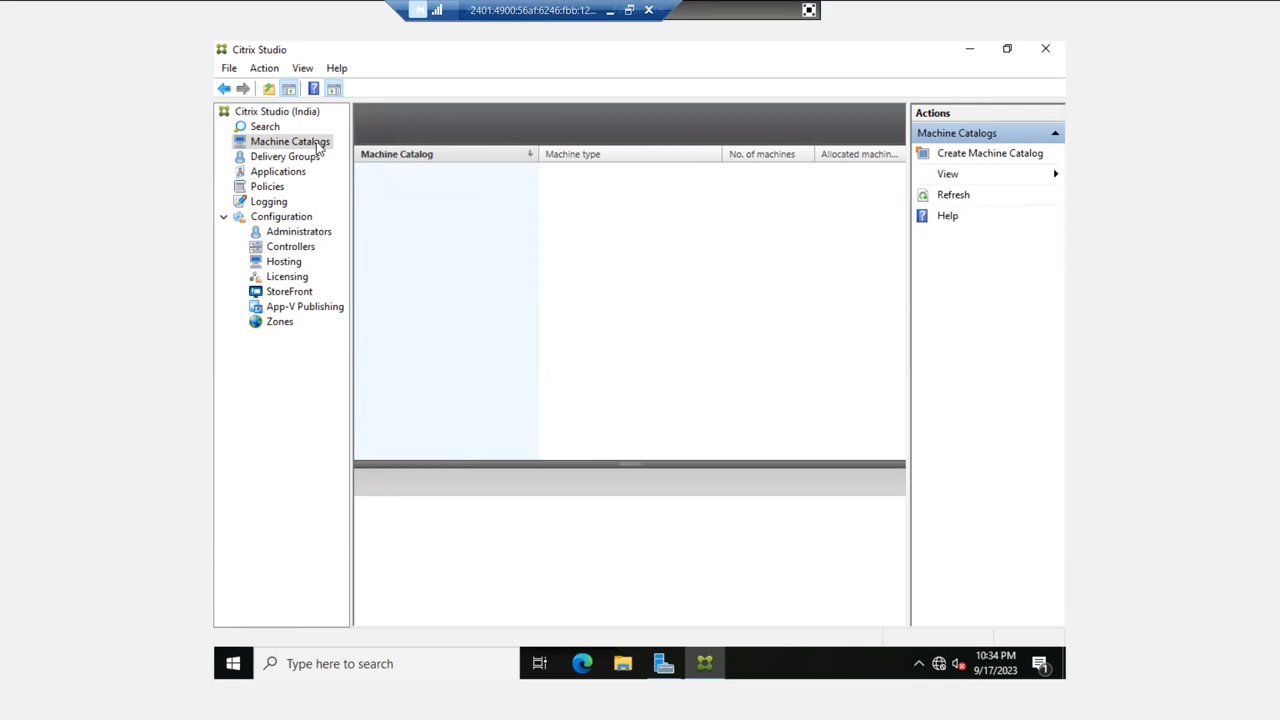 2401:4900:56af:6246:fbb:12...
Citrix Studio
File Action View Help
Citrix Studio (India)
Search
Machine Catalogs
Delivery Groups
Applications
Policies
Logging
Configuration
Administrators
Controllers
Hosting
Licensing
StoreFront
App-V Publishing
Zones
Machine Catalog Machine type No. of machines Allocated machin...
Actions
Machine Catalogs
Create Machine Catalog
View
Refresh
Help
Type here to search
10:34 PM
9/17/2023
1